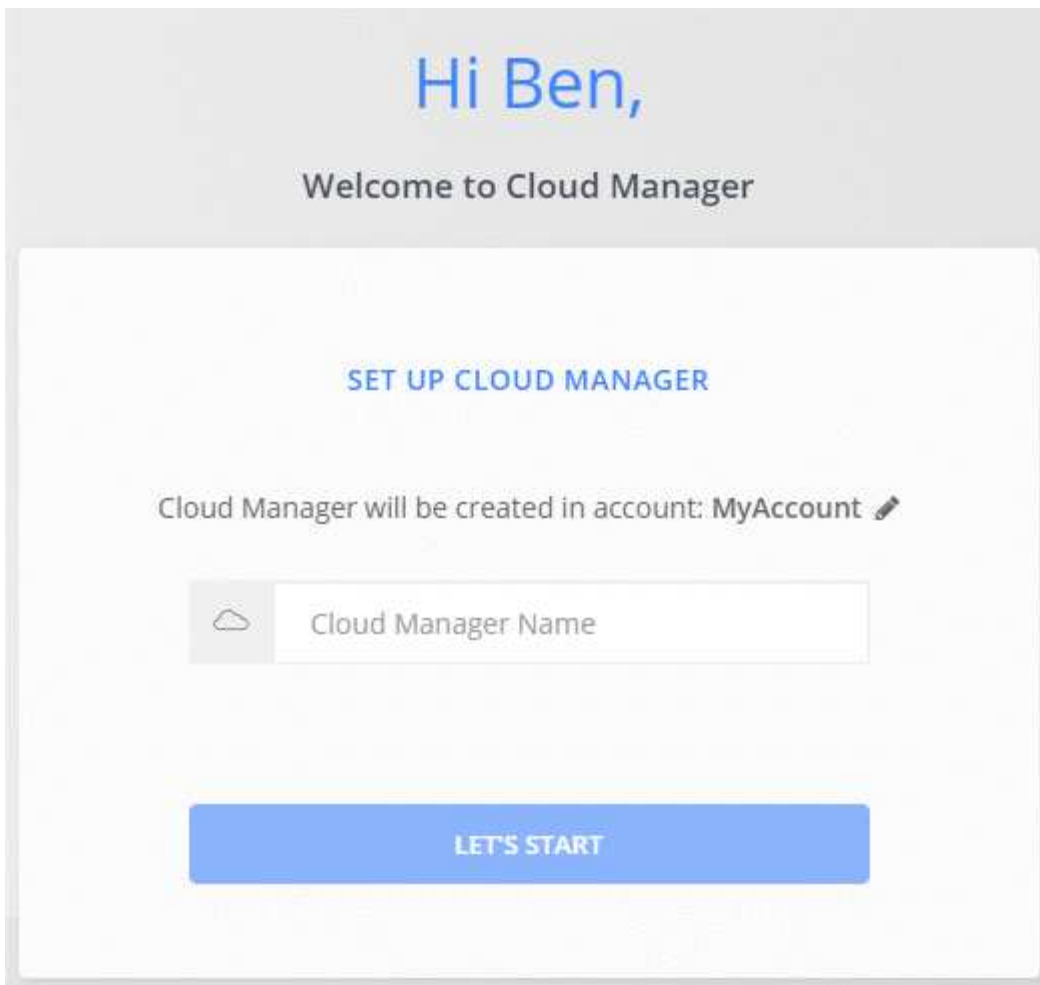 Hi Ben,
Welcome to Cloud Manager
SET UP CLOUD MANAGER
Cloud Manager will be created in account: MyAccount
Cloud Manager Name
LET'S START